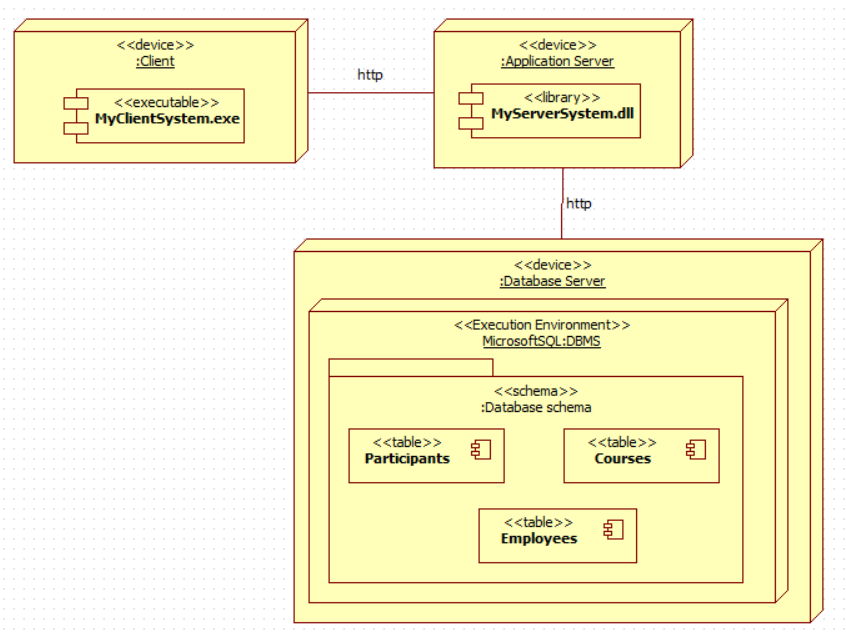 <<device>>
:Client
<<executable>>
MyClientSystem.exe
http
<<device>>
:Application Server
<<library>>
MyServerSystem.dll
http
<<device>>
:Database Server
<<Execution Environment>>
MicrosoftSQL:DBMS
<<schema>>
:Database schema
<<table>>
Participants
<<table>>
Courses
<<table>>
Employees